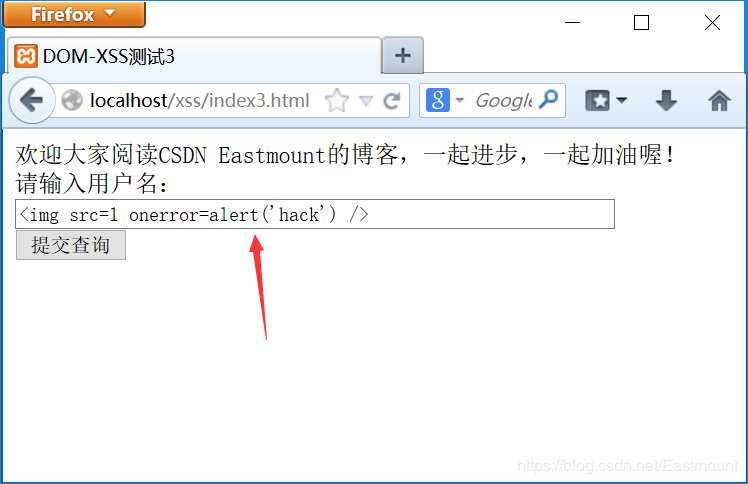 Firefox
DOM-XSS测试3
localhost/xss/index3.html
Google
欢迎大家阅读CSDN Eastmount的博客，一起进步，一起加油喔！
请输入用户名：
<img src=1 onerror=alert('hack') />
提交查询
https://blog.csdn.net/Eastmount